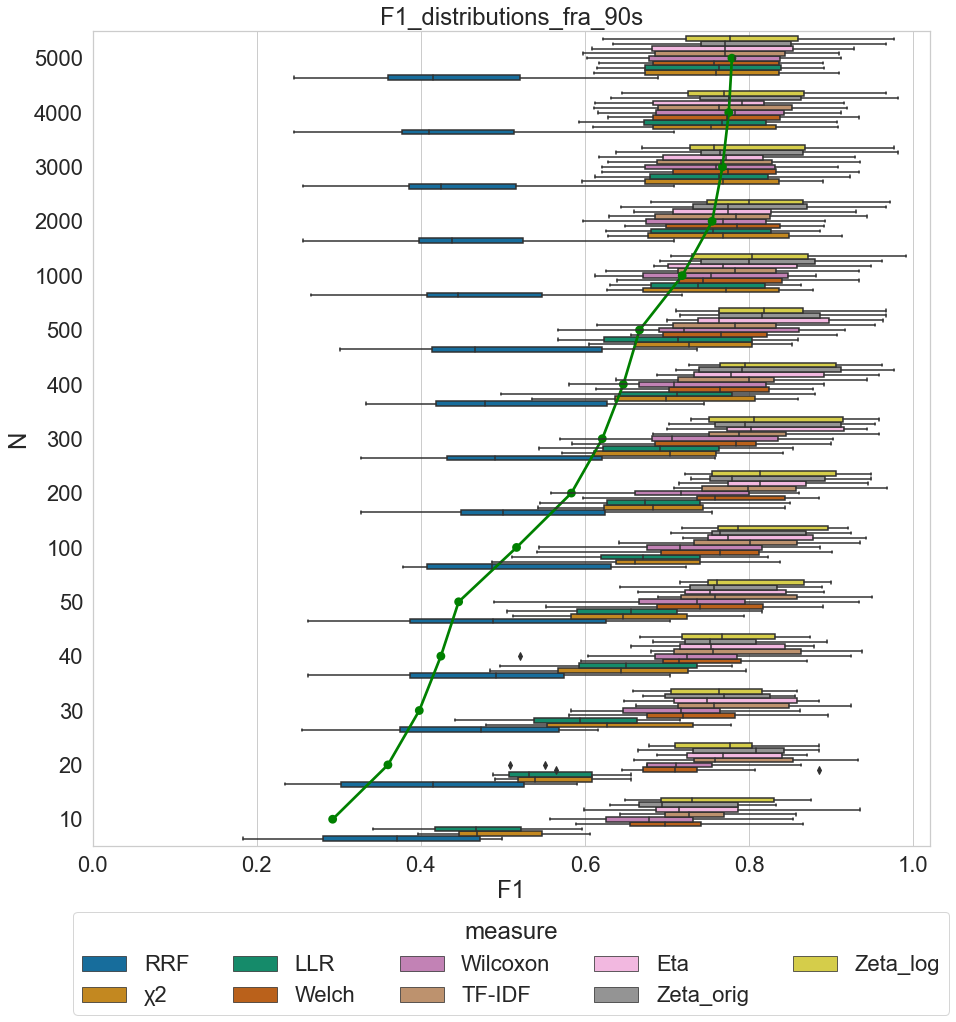 F1_distributions_fra_90s
5000
4000
3000
2000
1000
500
400
300
200
100
50
40
30
20
10
N
0.0 0.2 0.4 0.6 0.8 1.0
F1
measure
RRF LLR Wilcoxon Eta Zeta_log
χ2 Welch TF-IDF Zeta_orig